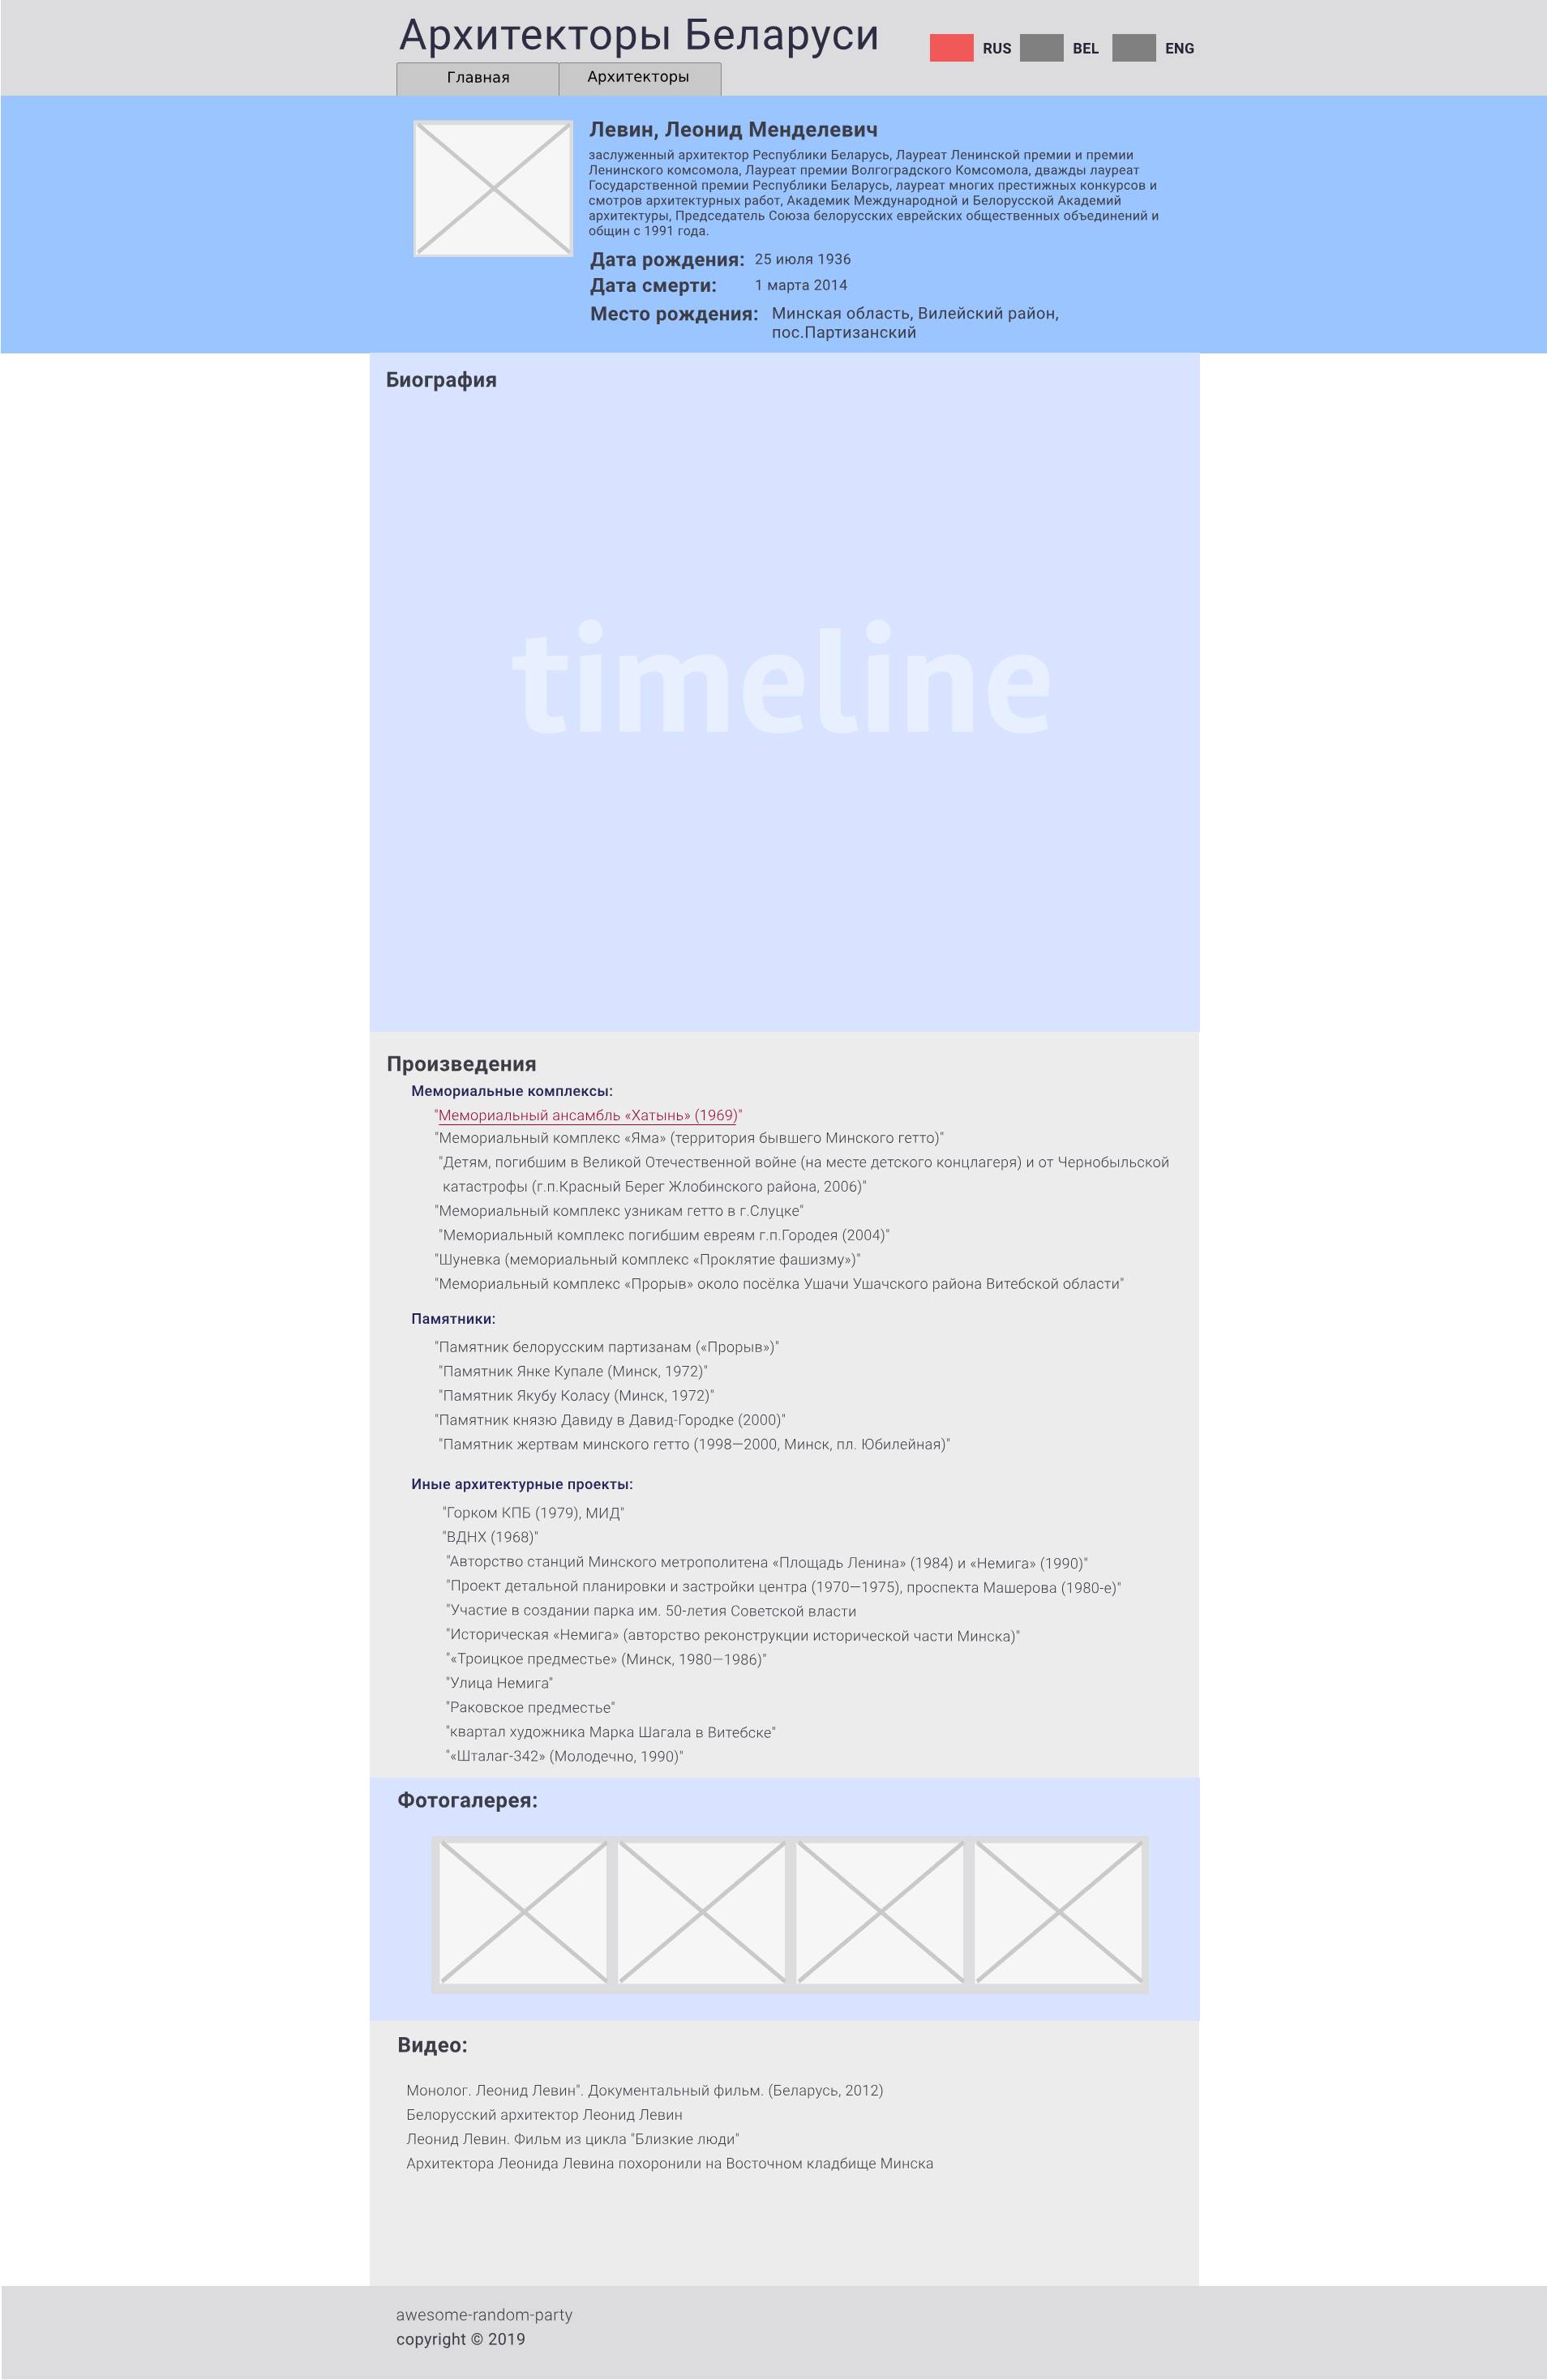 Архитекторы Беларуси
RUS BEL ENG
Главная Архитекторы
Левин, Леонид Менделевич
заслуженный архитектор Республики Беларусь, Лауреат Ленинской премии и премии
Ленинского комсомола, Лауреат премии Волгоградского Комсомола, дважды лауреат
Государственной премии Республики Беларусь, лауреат многих престижных конкурсов и
смотров архитектурных работ, Академик Международной и Белорусской Академий
архитектуры, Председатель Союза белорусских еврейских общественных объединений и
общин с 1991 года.
Дата рождения: 25 июля 1936
Дата смерти: 1 марта 2014
Место рождения: Минская область, Вилейский район,
пос.Партизанский
Биография
timeline
Произведения
Мемориальные комплексы:
"Мемориальный ансамбль «Хатынь» (1969)"
"Мемориальный комплекс «Яма» (территория бывшего Минского гетто)"
"Детям, погибшим в Великой Отечественной войне (на месте детского концлагеря) и от Чернобыльской
катастрофы (г.п.Красный Берег Жлобинского района, 2006)"
"Мемориальный комплекс узникам гетто в г.Слуцке"
"Мемориальный комплекс погибшим евреям г.п.Городея (2004)"
"Шуневка (мемориальный комплекс «Проклятие фашизму»)"
"Мемориальный комплекс «Прорыв» около посёлка Ушачи Ушачского района Витебской области"
Памятники:
"Памятник белорусским партизанам («Прорыв»)"
"Памятник Янке Купале (Минск, 1972)"
"Памятник Якубу Коласу (Минск, 1972)"
"Памятник князю Давиду в Давид-Городке (2000)"
"Памятник жертвам минского гетто (1998—2000, Минск, пл. Юбилейная)"
Иные архитектурные проекты:
"Горком КПБ (1979), МИД"
"ВДНХ (1968)"
"Авторство станций Минского метрополитена «Площадь Ленина» (1984) и «Немига» (1990)"
"Проект детальной планировки и застройки центра (1970—1975), проспекта Машерова (1980-е)"
"Участие в создании парка им. 50-летия Советской власти
"Историческая «Немига» (авторство реконструкции исторической части Минска)"
"«Троицкое предместье» (Минск, 1980—1986)"
"Улица Немига"
"Раковское предместье"
"квартал художника Марка Шагала в Витебске"
"«Шталаг-342» (Молодечно, 1990)"
Фотогалерея:
Видео:
Монолог. Леонид Левин". Документальный фильм. (Беларусь, 2012)
Белорусский архитектор Леонид Левин
Леонид Левин. Фильм из цикла "Близкие люди"
Архитектора Леонида Левина похоронили на Восточном кладбище Минска
awesome-random-party
copyright © 2019